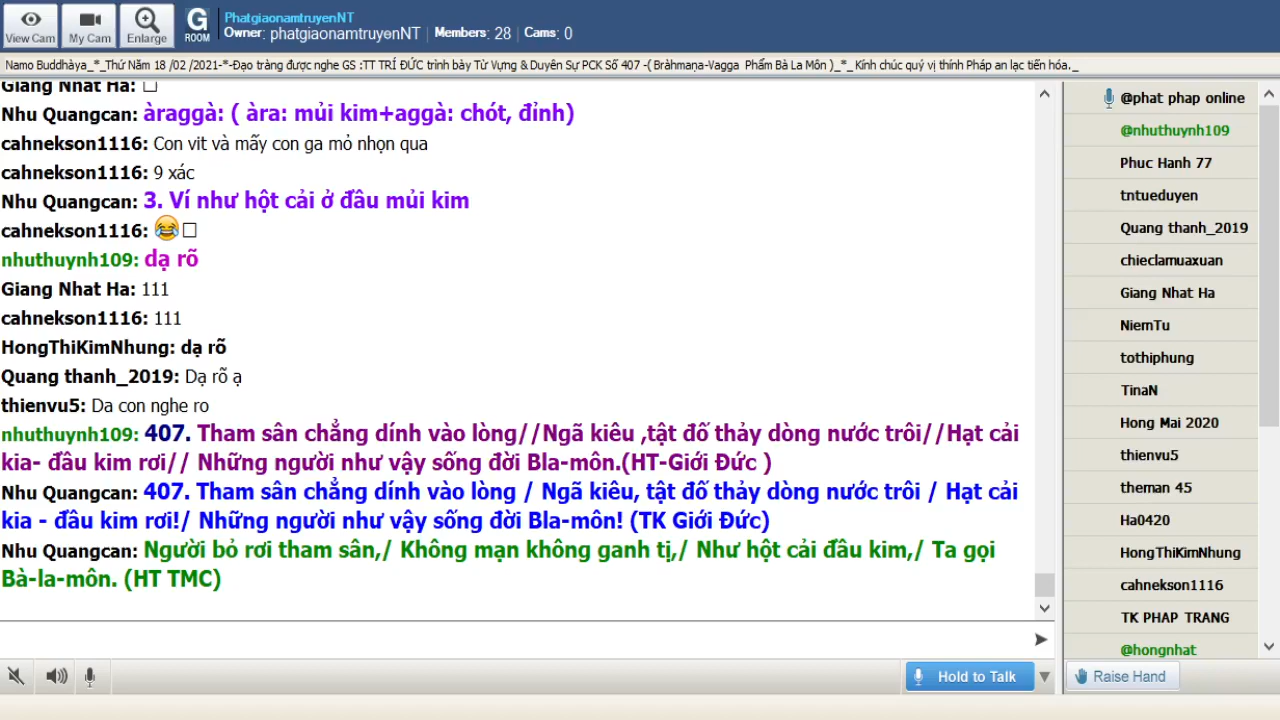 View Cam
My Cam
Enlarge
G
ROOM
PhatgiaonamtruyenNT
Owner: phatgiaonamtruyenNT | Members: 28 | Cams: 0
Namo Buddhàya_*_Thứ Năm 18 /02 /2021-*-Đạo tràng được nghe GS :TT TRÍ ĐỨC trình bày Từ Vựng & Duyên Sự PCK Số 407 -( Bràhmaṇa-Vagga Phẩm Bà La Môn )_*_ Kính chúc quý vị thính Pháp an lạc tiến hóa._
Giang Nhat Ha: □
Nhu Quangcan: àraggà: ( àra: mủi kim+aggà: chót, đỉnh)
cahnekson1116: Con vit và mấy con ga mỏ nhọn qua
cahnekson1116: 9 xác
Nhu Quangcan: 3. Ví như hột cải ở đầu mủi kim
cahnekson1116: 😂□
nhuthuynh109: dạ rõ
Giang Nhat Ha: 111
cahnekson1116: 111
HongThiKimNhung: dạ rõ
Quang thanh_2019: Dạ rõ ạ
thienvu5: Da con nghe ro
nhuthuynh109: 407. Tham sân chẳng dính vào lòng//Ngã kiêu ,tật đố thảy dòng nước trôi//Hạt cải
kia- đầu kim rơi// Những người như vậy sống đời Bla-môn.(HT-Giới Đức )
Nhu Quangcan: 407. Tham sân chẳng dính vào lòng / Ngã kiêu, tật đố thảy dòng nước trôi / Hạt cải
kia - đầu kim rơi!/ Những người như vậy sống đời Bla-môn! (TK Giới Đức)
Nhu Quangcan: Người bỏ rơi tham sân,/ Không mạn không ganh tị,/ Như hột cải đầu kim,/ Ta gọi
Bà-la-môn. (HT TMC)
Hold to Talk
@phat phap online
@nhuthuynh109
Phuc Hanh 77
tntueduyen
Quang thanh_2019
chieclamuaxuan
Giang Nhat Ha
NiemTu
tothiphung
TinaN
Hong Mai 2020
thienvu5
theman 45
Ha0420
HongThiKimNhung
cahnekson1116
TK PHAP TRANG
@hongnhat
Raise Hand